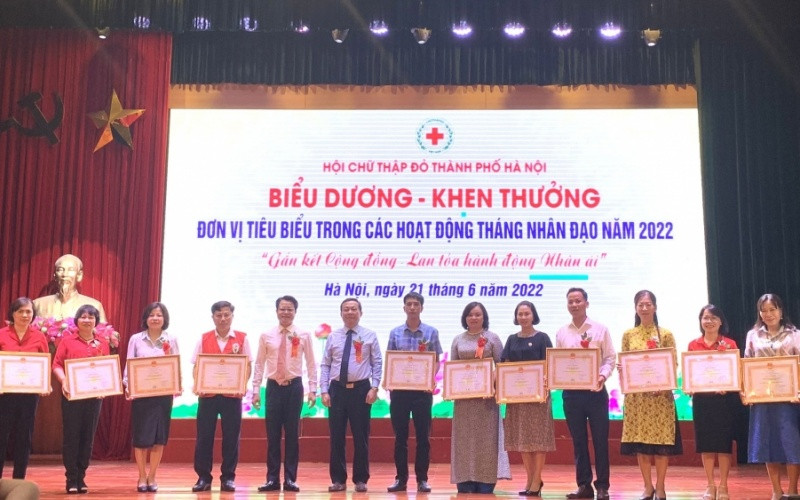 HỘI CHỮ THẬP ĐỎ THÀNH PHỐ HÀ NỘI
BIỂU DƯƠNG - KHEN THƯỞNG
ĐƠN VỊ TIÊU BIỂU TRONG CÁC HOẠT ĐỘNG THÁNG NHÂN ĐẠO NĂM 2022
"Gắn kết Cộng đồng - Lan tỏa hành động Nhân ái"
Hà Nội, ngày 21 tháng 6 năm 2022